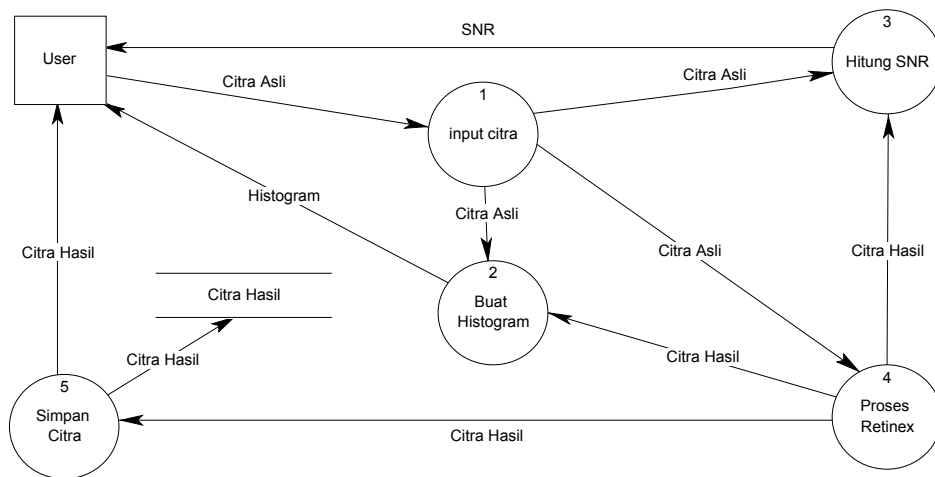 SNR
3
Hitung SNR
User
Citra Asli
Citra Asli
1
input citra
Histogram
Citra Asli
Citra Hasil
Citra Asli
Citra Hasil
2
Buat
Histogram
Citra Hasil
Citra Hasil
Citra Hasil
5
Simpan
Citra
4
Proses
Retinex
Citra Hasil